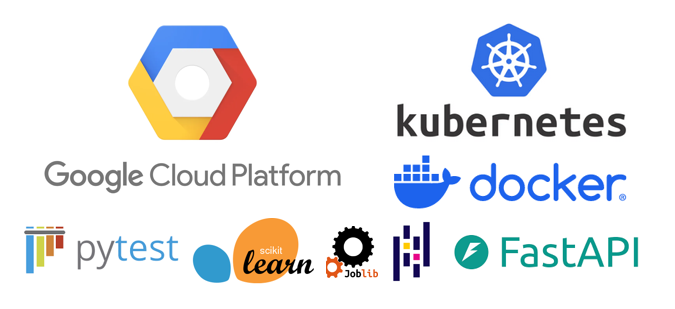 kubernetes
Google Cloud Platform
docker®
pytest
scikit
learn
Joblib
FastAPI